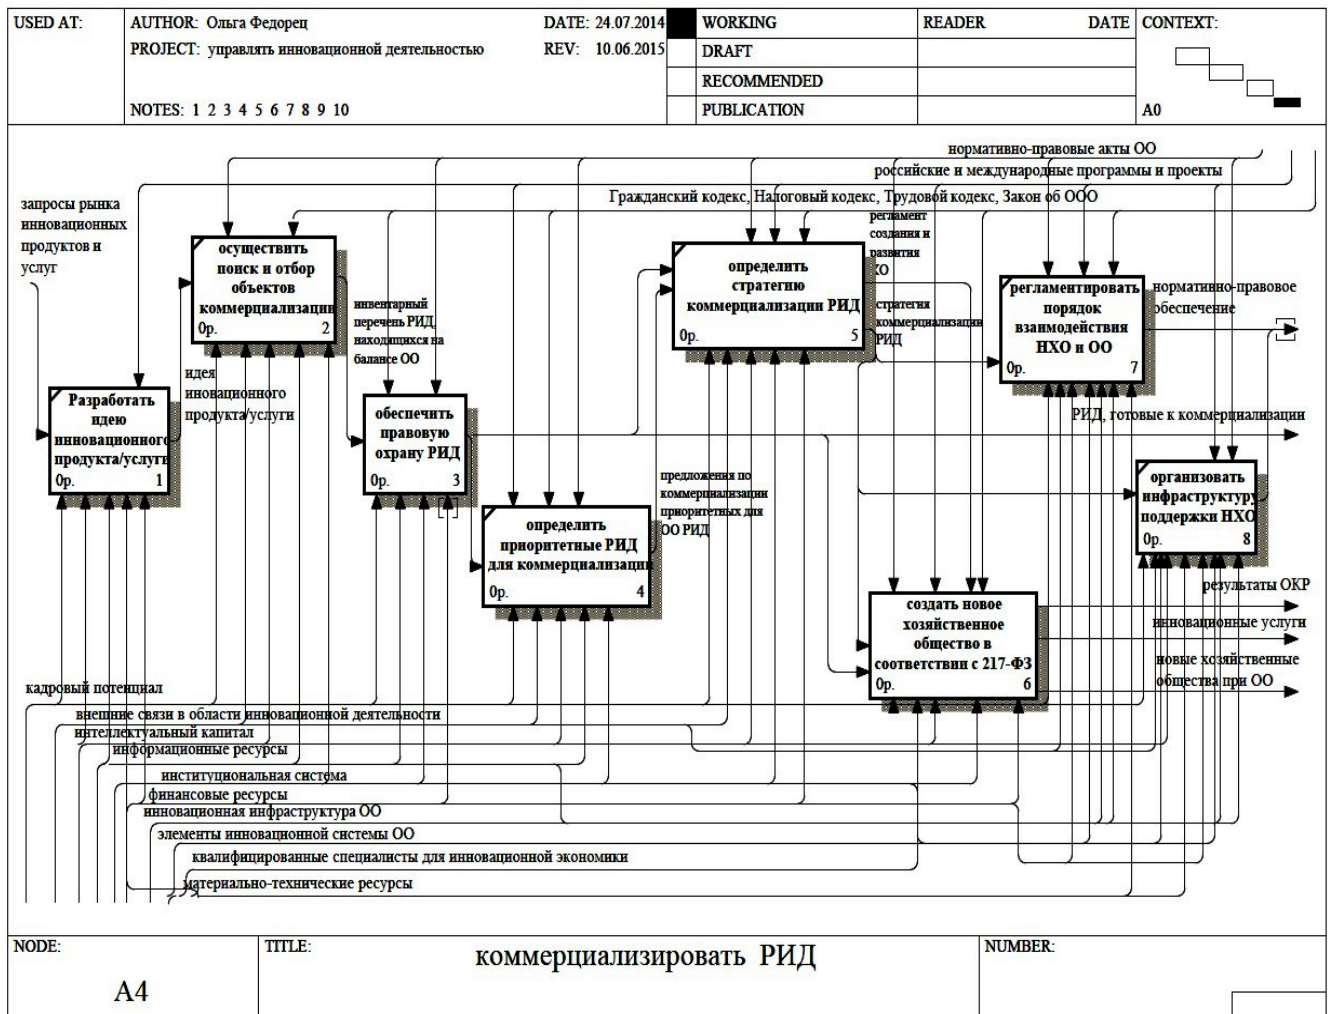 USED AT:
AUTHOR: Ольга Федорец
DATE: 24.07.2014
PROJECT: управлять инновационной деятельностью
REV: 10.06.2015
NOTES: 1 2 3 4 5 6 7 8 9 10
WORKING
DRAFT
RECOMMENDED
PUBLICATION
READER
DATE
CONTEXT:
A0
нормативно-правовые акты ОО
российские и международные программы и проекты
Гражданский кодекс, Налоговый кодекс, Трудовой кодекс, Закон об ООО
запросы рынка
инновационных
продуктов и
услуг
Разработать
идею
инновационного
продукта/услуги
0р.
1
идея
иновационного
продукта/услуги
осуществить
поиск и отбор
объектов
коммерциализации
0р.
2
инвентарный
перечень РИД,
находящихся на
балансе ОО
обеспечить
правовую
охрану РИД
0р.
3
определить
приоритетные РИД
для коммерциализации
0р.
4
предложения по
коммерциализации
приоритетных для
ОО РИД
определить
стратегию
коммерциализации РИД
0р.
5
регламент
создания и
развития
ХО
стратегия
коммерциализации
РИД
регламентировать
порядок
взаимодействия
НХО и ОО
0р.
7
нормативно-правовое
обеспечение
РИД, готовые к коммерциализации
организовать
инфраструктуру
поддержки НХО
0р.
8
создать новое
хозяйственное
общество в
соответствии с 217-ФЗ
0р.
6
результаты ОКР
инновационные услуги
новые хозяйственные
общества при ОО
кадровый потенциал
внешние связи в области инновационной деятельности
интеллектуальный капитал
информационные ресурсы
институциональная система
финансовые ресурсы
инновационная инфраструктура ОО
элементы инновационной системы ОО
квалифицированные специалисты для инновационной экономики
материально-технические ресурсы
NODE:
A4
TITLE:
коммерциализировать РИД
NUMBER: